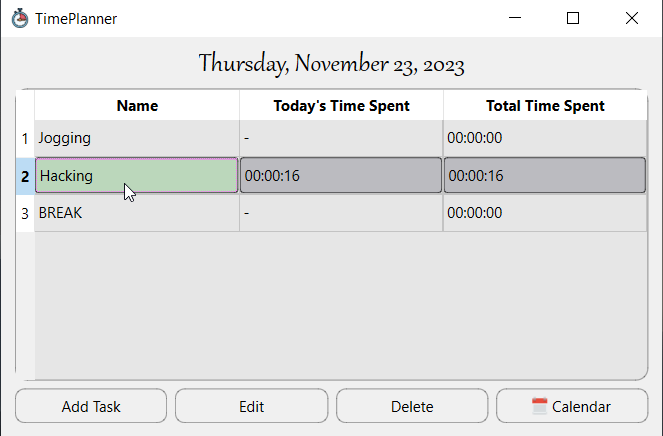 TimePlanner
Thursday, November 23, 2023
Name Today's Time Spent Total Time Spent
1 Jogging - 00:00:00
2 Hacking 00:00:16 00:00:16
3 BREAK - 00:00:00
Add Task Edit Delete Calendar